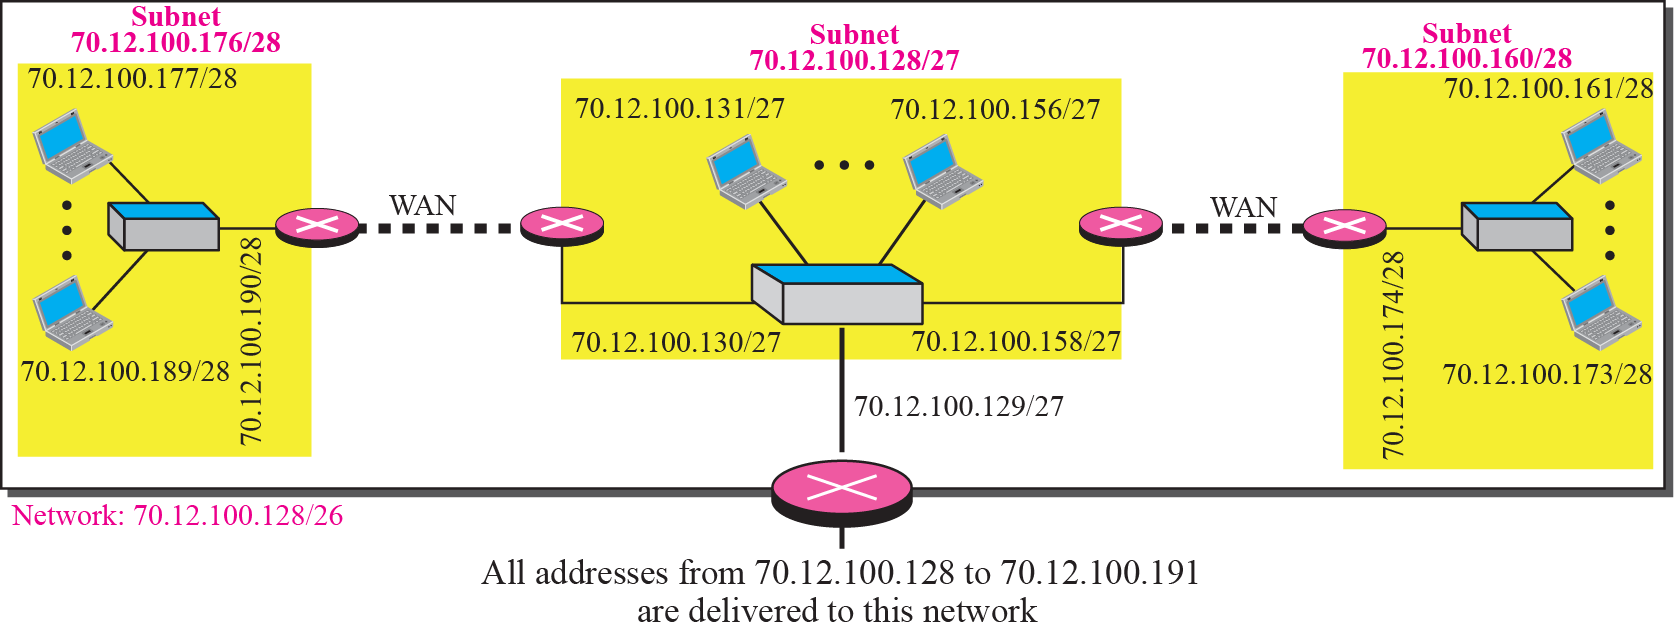 Subnet
70.12.100.176/28
70.12.100.177/28
70.12.100.189/28
70.12.100.190/28
WAN
Subnet
70.12.100.128/27
70.12.100.131/27
70.12.100.156/27
70.12.100.130/27
70.12.100.158/27
70.12.100.129/27
WAN
Subnet
70.12.100.160/28
70.12.100.161/28
70.12.100.174/28
70.12.100.173/28
Network: 70.12.100.128/26
All addresses from 70.12.100.128 to 70.12.100.191
are delivered to this network